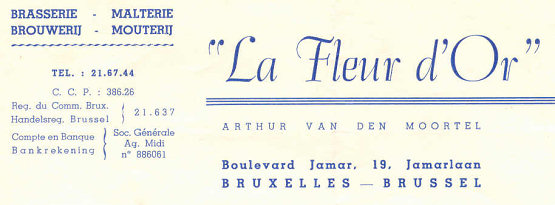 BRASSERIE - MALTERIE
BROUWERIJ - MOUTERIJ
TEL. : 21.67.44
C. C. P. : 386.26
Reg. du Comm. Brux.
Handelsreg. Brussel
21.637
Compte en Banque
Bankrekening
Soc. Générale
Ag. Midi
n° 886061
"La Fleur d'Or"
ARTHUR VAN DEN MOORTEL
Boulevard Jamar, 19, Jamarlaan
BRUXELLES — BRUSSEL